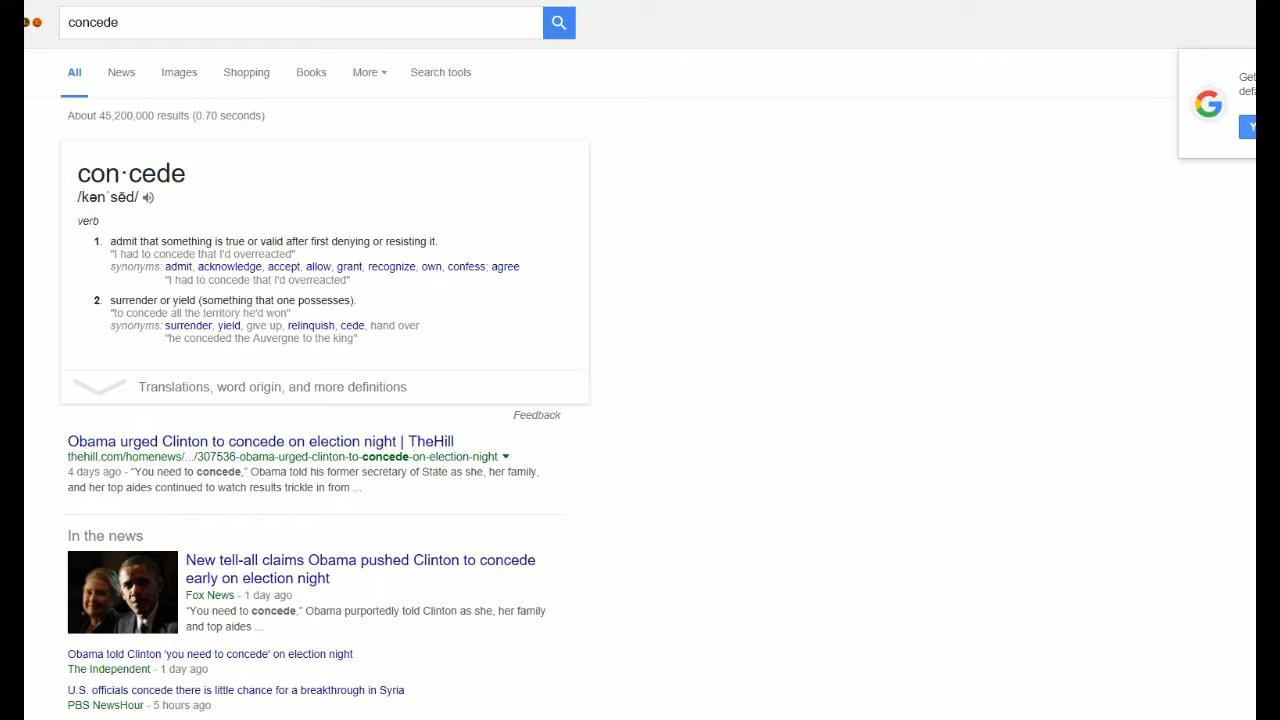 concede
All News Images Shopping Books More Search tools
About 45,200,000 results (0.70 seconds)
Get
con·cede
/kənˈsēd/
verb
1. admit that something is true or valid after first denying or resisting it.
"I had to concede that I'd overreacted"
synonyms: admit, acknowledge, accept, allow, grant, recognize, own, confess; agree
"I had to concede that I'd overreacted"
2. surrender or yield (something that one possesses).
"to concede all the territory he'd won"
synonyms: surrender, yield, give up, relinquish, cede, hand over
"he conceded the Auvergne to the king"
Translations, word origin, and more definitions
Feedback
Obama urged Clinton to concede on election night | TheHill
thehill.com/homenews/.../307536-obama-urged-clinton-to-concede-on-election-night
4 days ago - “You need to concede,” Obama told his former secretary of State as she, her family,
and her top aides continued to watch results trickle in from ...
In the news
New tell-all claims Obama pushed Clinton to concede
early on election night
Fox News - 1 day ago
“You need to concede,” Obama purportedly told Clinton as she, her family
and top aides ...
Obama told Clinton 'you need to concede' on election night
The Independent - 1 day ago
U.S. officials concede there is little chance for a breakthrough in Syria
PBS NewsHour - 5 hours ago